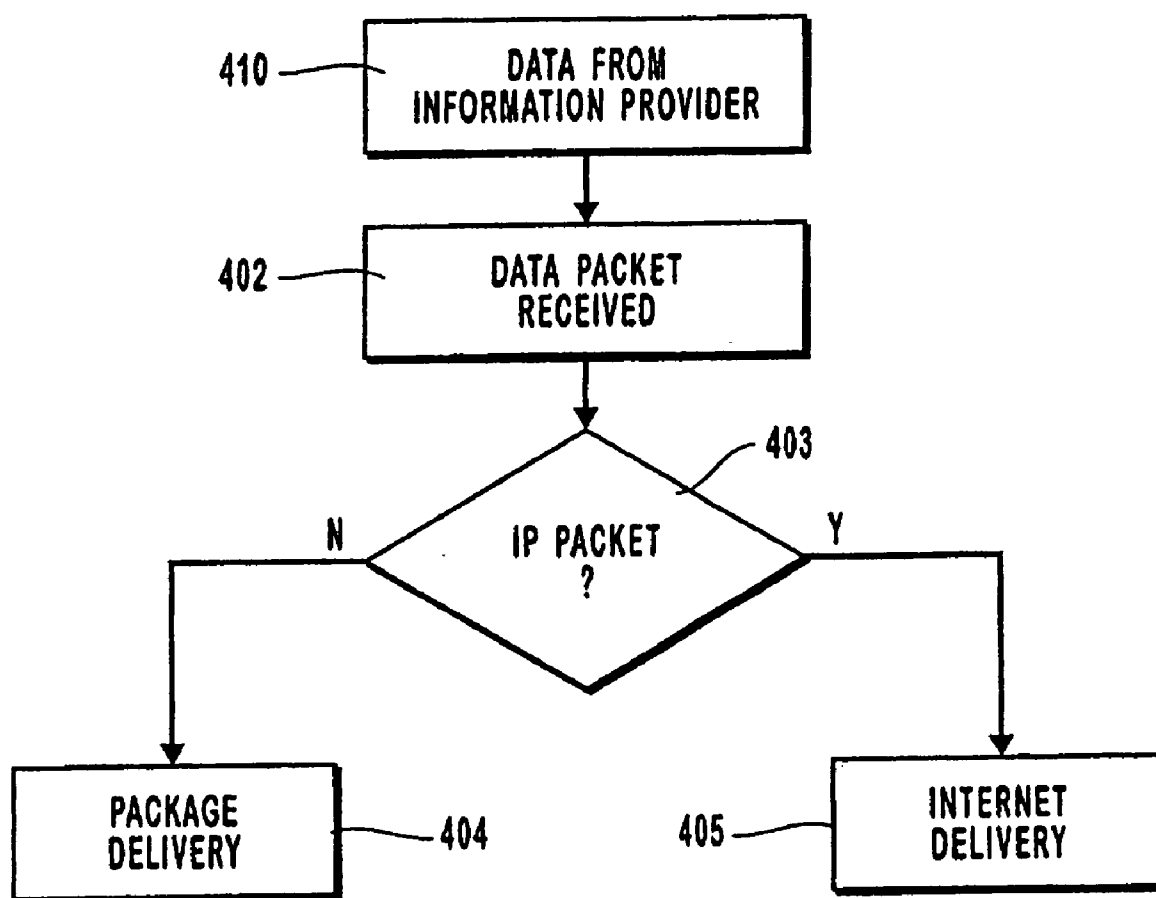 410
DATA FROM
INFORMATION PROVIDER
402
DATA PACKET
RECEIVED
403
N
IP PACKET
?
Y
PACKAGE
DELIVERY
404
405
INTERNET
DELIVERY